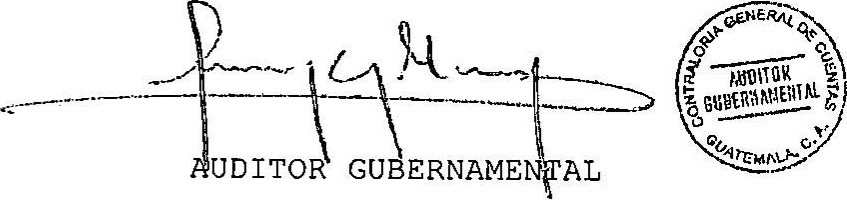 AUDITOR GUBERNAMENTAL
CONTRALORIA GENERAL DE CUENTAS
AUDITOR
GUBERNAMENTAL
GUATEMALA, C. A.